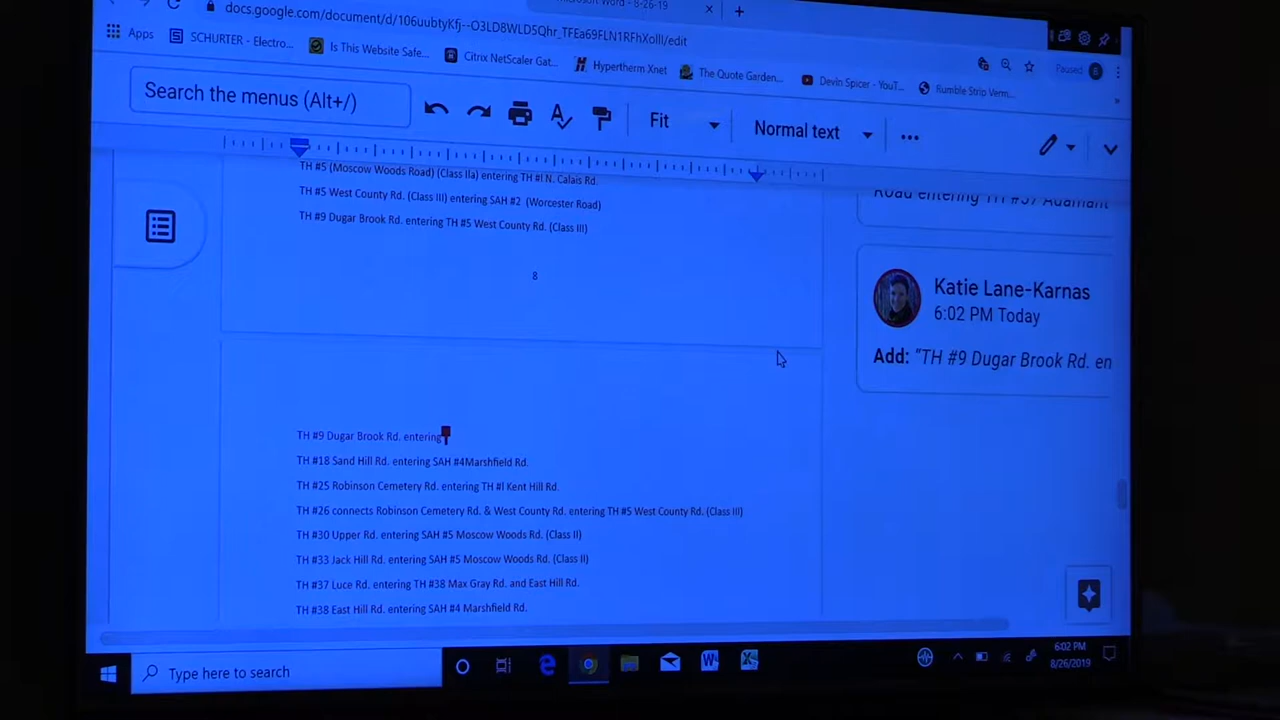 Microsoft Word - 8-26-19
docs.google.com/document/d/106uubtyKfj--O3LD8WLD5Qhr_TFEa69FLN1RFhXolII/edit
Apps SCHURTER - Electro... Is This Website Safe... Citrix NetScaler Gat... Hypertherm Xnet The Quote Garden... Devin Spicer - YouT... Rumble Strip Verm...
Paused B
Search the menus (Alt+/) Fit Normal text
TH #5 (Moscow Woods Road) (Class IIa) entering TH #I N. Calais Rd.
TH #5 West County Rd. (Class III) entering SAH #2 (Worcester Road)
TH #9 Dugar Brook Rd. entering TH #5 West County Rd. (Class III)
8
Road entering TH #37 Adamant
Katie Lane-Karnas
6:02 PM Today
Add: "TH #9 Dugar Brook Rd. en
TH #9 Dugar Brook Rd. entering
TH #18 Sand Hill Rd. entering SAH #4Marshfield Rd.
TH #25 Robinson Cemetery Rd. entering TH #I Kent Hill Rd.
TH #26 connects Robinson Cemetery Rd. & West County Rd. entering TH #5 West County Rd. (Class III)
TH #30 Upper Rd. entering SAH #5 Moscow Woods Rd. (Class II)
TH #33 Jack Hill Rd. entering SAH #5 Moscow Woods Rd. (Class II)
TH #37 Luce Rd. entering TH #38 Max Gray Rd. and East Hill Rd.
TH #38 East Hill Rd. entering SAH #4 Marshfield Rd.
Type here to search
6:02 PM
8/26/2019